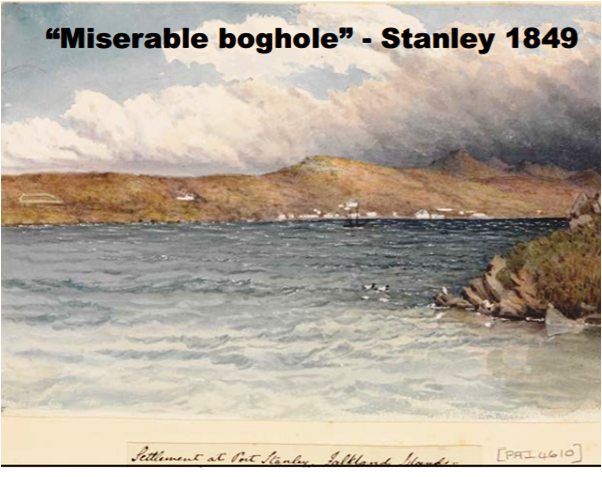 “Miserable boghole” - Stanley 1849
Settlement at Port Stanley. Falkland Islands-
[PAI4610]